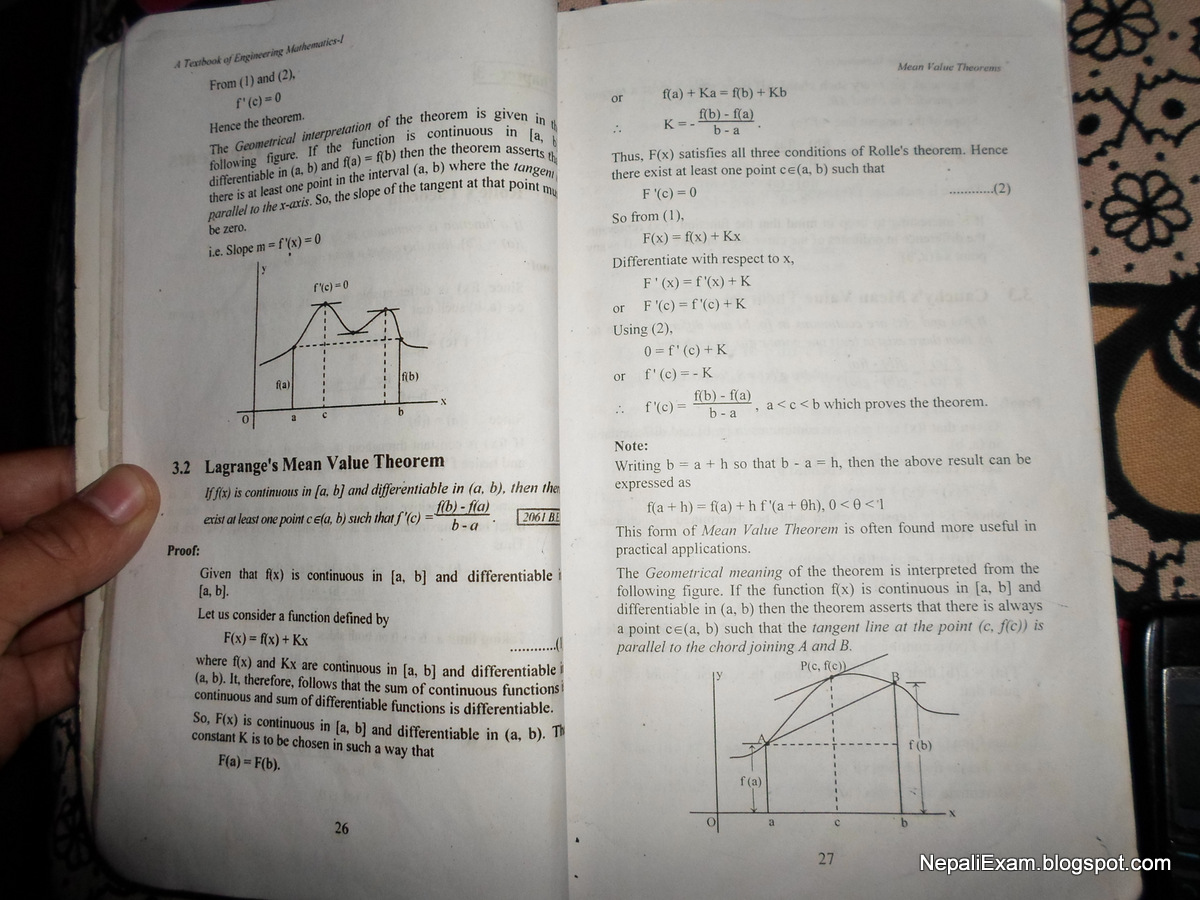 A Textbook of Engineering Mathematics-I
From (1) and (2),
f '(c) = 0
Hence the theorem.
The Geometrical interpretation of the theorem is given in
following figure. If the function is continuous in [a,
differentiable in (a, b) and f(a) = f(b) then the theorem asserts
there is at least one point in the interval (a, b) where the tangent
parallel to the x-axis. So, the slope of the tangent at that point
be zero.
i.e. Slope m = f '(x) = 0
y
f '(c) = 0
f(a)
f(b)
x
O a c b
3.2 Lagrange's Mean Value Theorem
If f(x) is continuous in [a, b] and differentiable in (a, b), then
exist at least one point c∈(a, b) such that f '(c) = f(b) - f(a) / b - a . 2061
Proof:
Given that f(x) is continuous in [a, b] and differentiable
[a, b].
Let us consider a function defined by
F(x) = f(x) + Kx ............(
where f(x) and Kx are continuous in [a, b] and differentiable
(a, b). It, therefore, follows that the sum of continuous functions
continuous and sum of differentiable functions is differentiable.
So, F(x) is continuous in [a, b] and differentiable in (a, b).
constant K is to be chosen in such a way that
F(a) = F(b).
26
Mean Value Theorems
or f(a) + Ka = f(b) + Kb
∴ K = - f(b) - f(a) / b - a .
Thus, F(x) satisfies all three conditions of Rolle's theorem. Hence
there exist at least one point c∈(a, b) such that
F '(c) = 0 ............(2)
So from (1),
F(x) = f(x) + Kx
Differentiate with respect to x,
F ' (x) = f '(x) + K
or F '(c) = f '(c) + K
Using (2),
0 = f ' (c) + K
or f ' (c) = - K
∴ f '(c) = f(b) - f(a) / b - a , a < c < b which proves the theorem.
Note:
Writing b = a + h so that b - a = h, then the above result can be
expressed as
f(a + h) = f(a) + h f '(a + θh), 0 < θ < 1
This form of Mean Value Theorem is often found more useful in
practical applications.
The Geometrical meaning of the theorem is interpreted from the
following figure. If the function f(x) is continuous in [a, b] and
differentiable in (a, b) then the theorem asserts that there is always
a point c∈(a, b) such that the tangent line at the point (c, f(c)) is
parallel to the chord joining A and B.
y
P(c, f(c))
B
A
f (b)
f (a)
x
O a c b
27
NepaliExam.blogspot.com